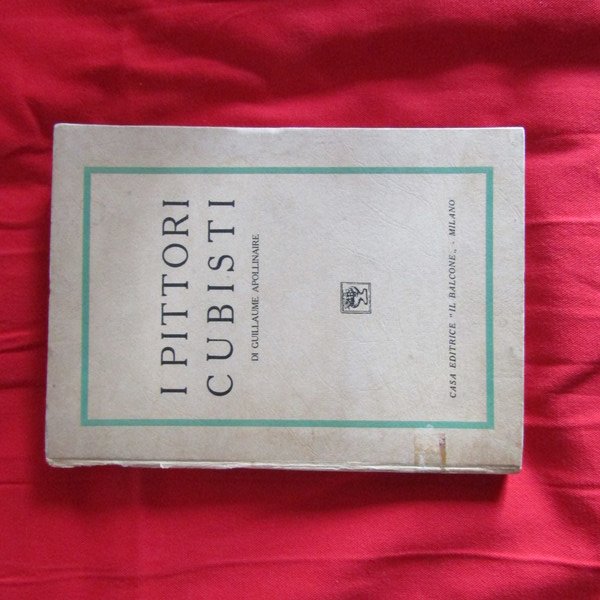 I PITTORI
CUBISTI
DI GUILLAUME APOLLINAIRE
CASA EDITRICE "IL BALCONE„ - MILANO